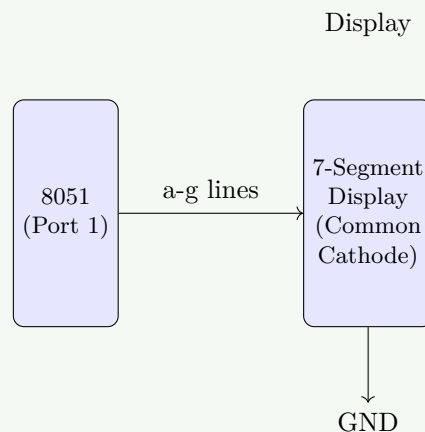 Display
8051
(Port 1)
a-g lines
7-Segment
Display
(Common
Cathode)
GND